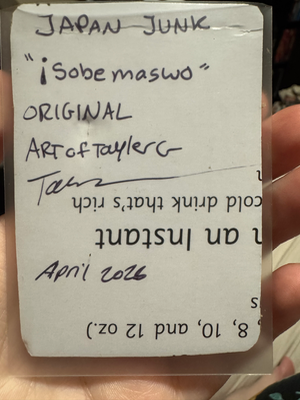 JAPAN JUNK
"¡Sobemaswo"
ORIGINAL
ARTofTaylerG
cold drink that's rich
n an Instant
April 2026
8, 10, and 12 oz.)